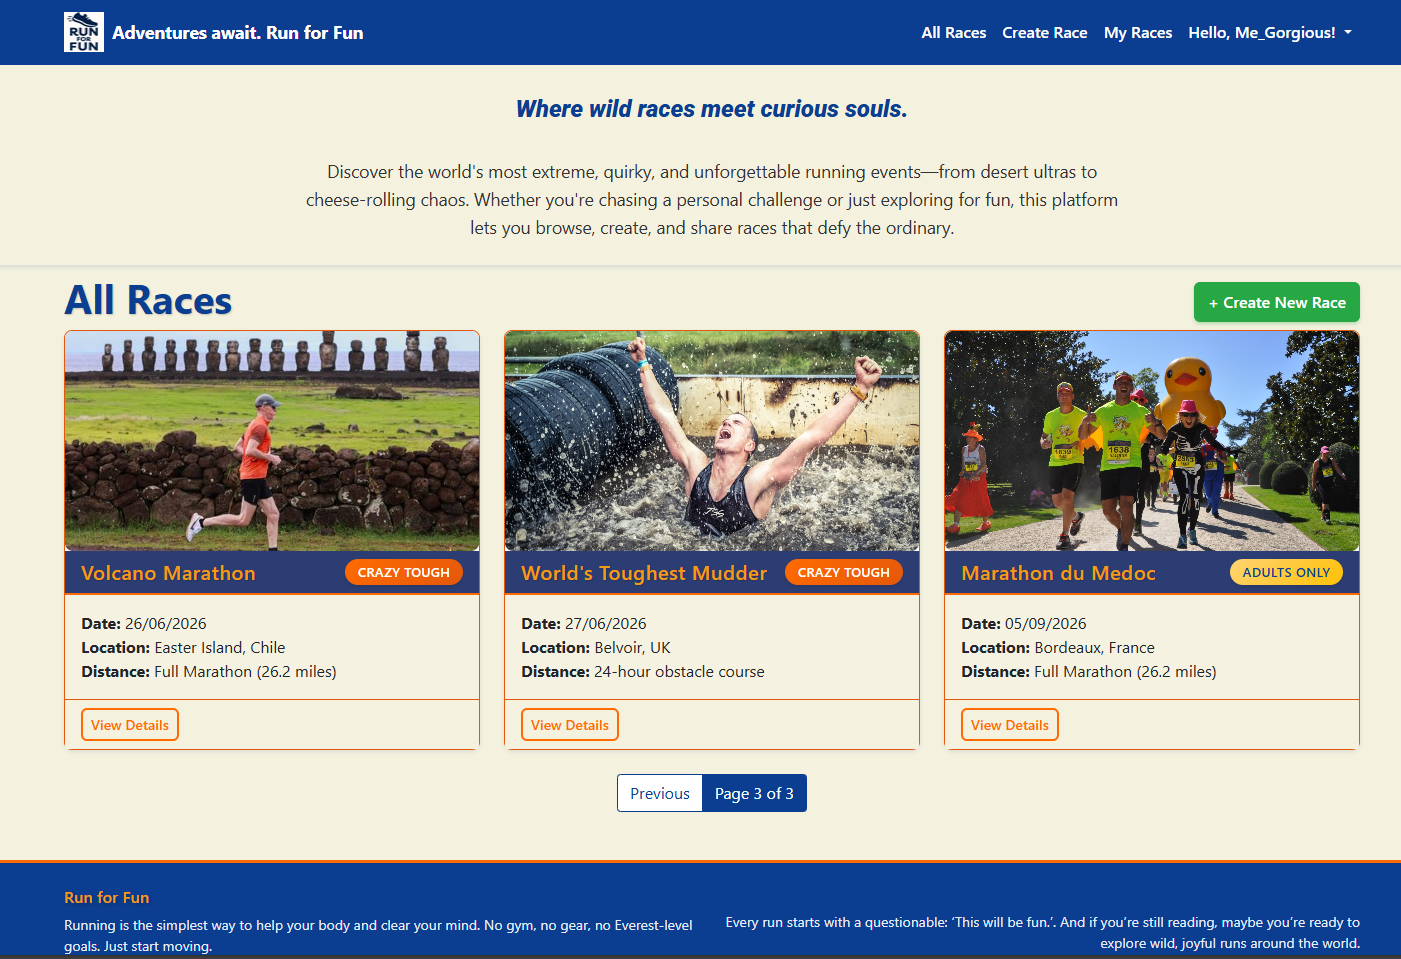 RUN
FOR
FUN
Adventures await. Run for Fun
All Races
Create Race
My Races
Hello, Me_Gorgious!
Where wild races meet curious souls.
Discover the world's most extreme, quirky, and unforgettable running events—from desert ultras to
cheese-rolling chaos. Whether you're chasing a personal challenge or just exploring for fun, this platform
lets you browse, create, and share races that defy the ordinary.
All Races
+ Create New Race
1639
1638
Volcano Marathon
CRAZY TOUGH
Date: 26/06/2026
Location: Easter Island, Chile
Distance: Full Marathon (26.2 miles)
View Details
World's Toughest Mudder
CRAZY TOUGH
Date: 27/06/2026
Location: Belvoir, UK
Distance: 24-hour obstacle course
View Details
Marathon du Medoc
ADULTS ONLY
Date: 05/09/2026
Location: Bordeaux, France
Distance: Full Marathon (26.2 miles)
View Details
Previous
Page 3 of 3
Run for Fun
Running is the simplest way to help your body and clear your mind. No gym, no gear, no Everest-level
goals. Just start moving.
Every run starts with a questionable: ‘This will be fun.’. And if you’re still reading, maybe you’re ready to
explore wild, joyful runs around the world.